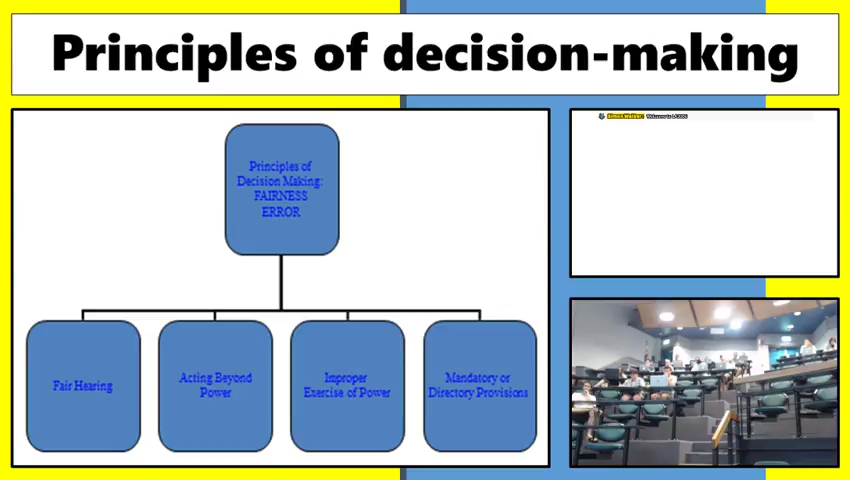 Principles of decision-making
Principles of
Decision Making:
FAIRNESS
ERROR
Fair Hearing
Acting Beyond
Power
Improper
Exercise of Power
Mandatory or
Directory Provisions